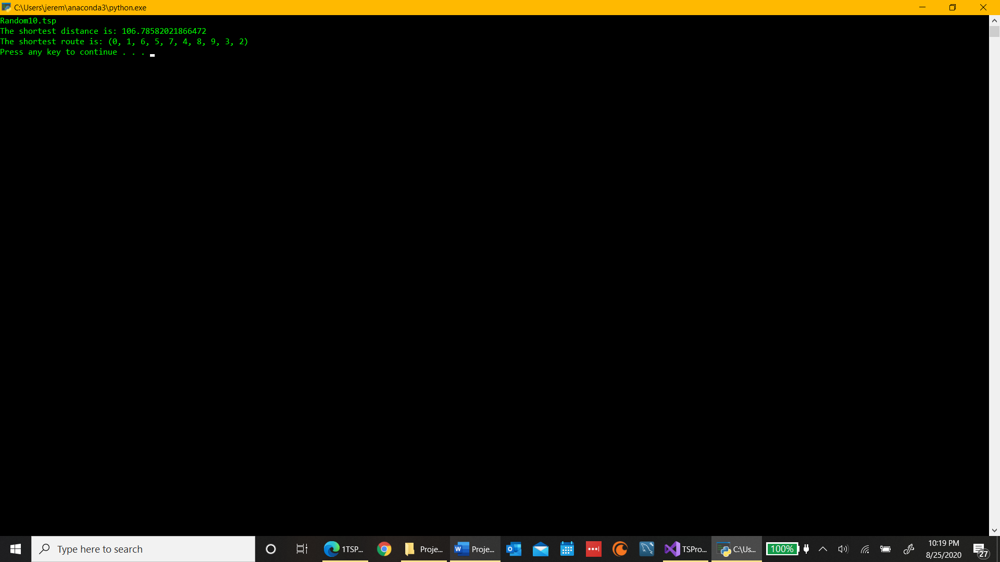 C:\Users\jerem\anaconda3\python.exe
Random10.tsp
The shortest distance is: 106.78582021866472
The shortest route is: (0, 1, 6, 5, 7, 4, 8, 9, 3, 2)
Press any key to continue . . .
Type here to search
1TSP...
Proje...
Proje...
TSPro...
C:\Us...
100%
10:19 PM
8/25/2020
27